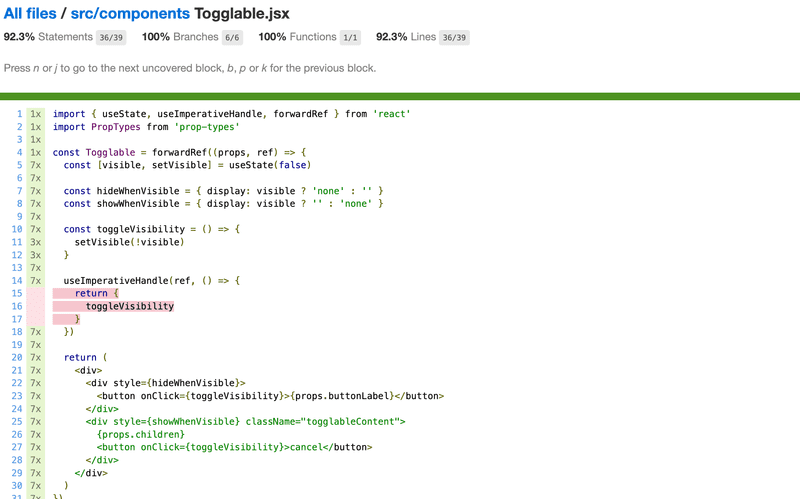 All files / src/components Togglable.jsx
92.3% Statements 36/39 100% Branches 6/6 100% Functions 1/1 92.3% Lines 36/39
Press n or j to go to the next uncovered block, b, p or k for the previous block.
1 1x import { useState, useImperativeHandle, forwardRef } from 'react'
2 1x import PropTypes from 'prop-types'
3 1x
4 1x const Togglable = forwardRef((props, ref) => {
5 7x   const [visible, setVisible] = useState(false)
6 7x
7 7x   const hideWhenVisible = { display: visible ? 'none' : '' }
8 7x   const showWhenVisible = { display: visible ? '' : 'none' }
9 7x
10 7x   const toggleVisibility = () => {
11 3x     setVisible(!visible)
12 3x   }
13 7x
14 7x   useImperativeHandle(ref, () => {
15     return {
16       toggleVisibility
17     }
18 7x   })
19 7x
20 7x   return (
21 7x     <div>
22 7x       <div style={hideWhenVisible}>
23 7x         <button onClick={toggleVisibility}>{props.buttonLabel}</button>
24 7x       </div>
25 7x       <div style={showWhenVisible} className="togglableContent">
26 7x         {props.children}
27 7x         <button onClick={toggleVisibility}>cancel</button>
28 7x       </div>
29 7x     </div>
30 7x   )
31 7x })